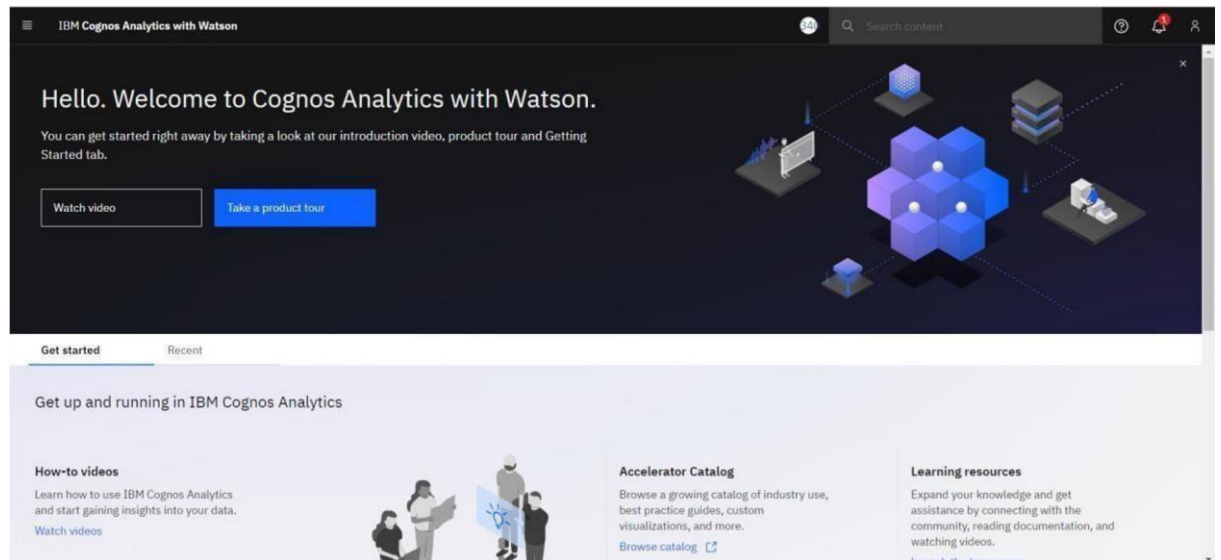 IBM Cognos Analytics with Watson
Search content
1
Hello. Welcome to Cognos Analytics with Watson.
You can get started right away by taking a look at our introduction video, product tour and Getting
Started tab.
Watch video
Take a product tour
Get started
Recent
Get up and running in IBM Cognos Analytics
How-to videos
Learn how to use IBM Cognos Analytics
and start gaining insights into your data.
Watch videos
Accelerator Catalog
Browse a growing catalog of industry use,
best practice guides, custom
visualizations, and more.
Browse catalog
Learning resources
Expand your knowledge and get
assistance by connecting with the
community, reading documentation, and
watching videos.